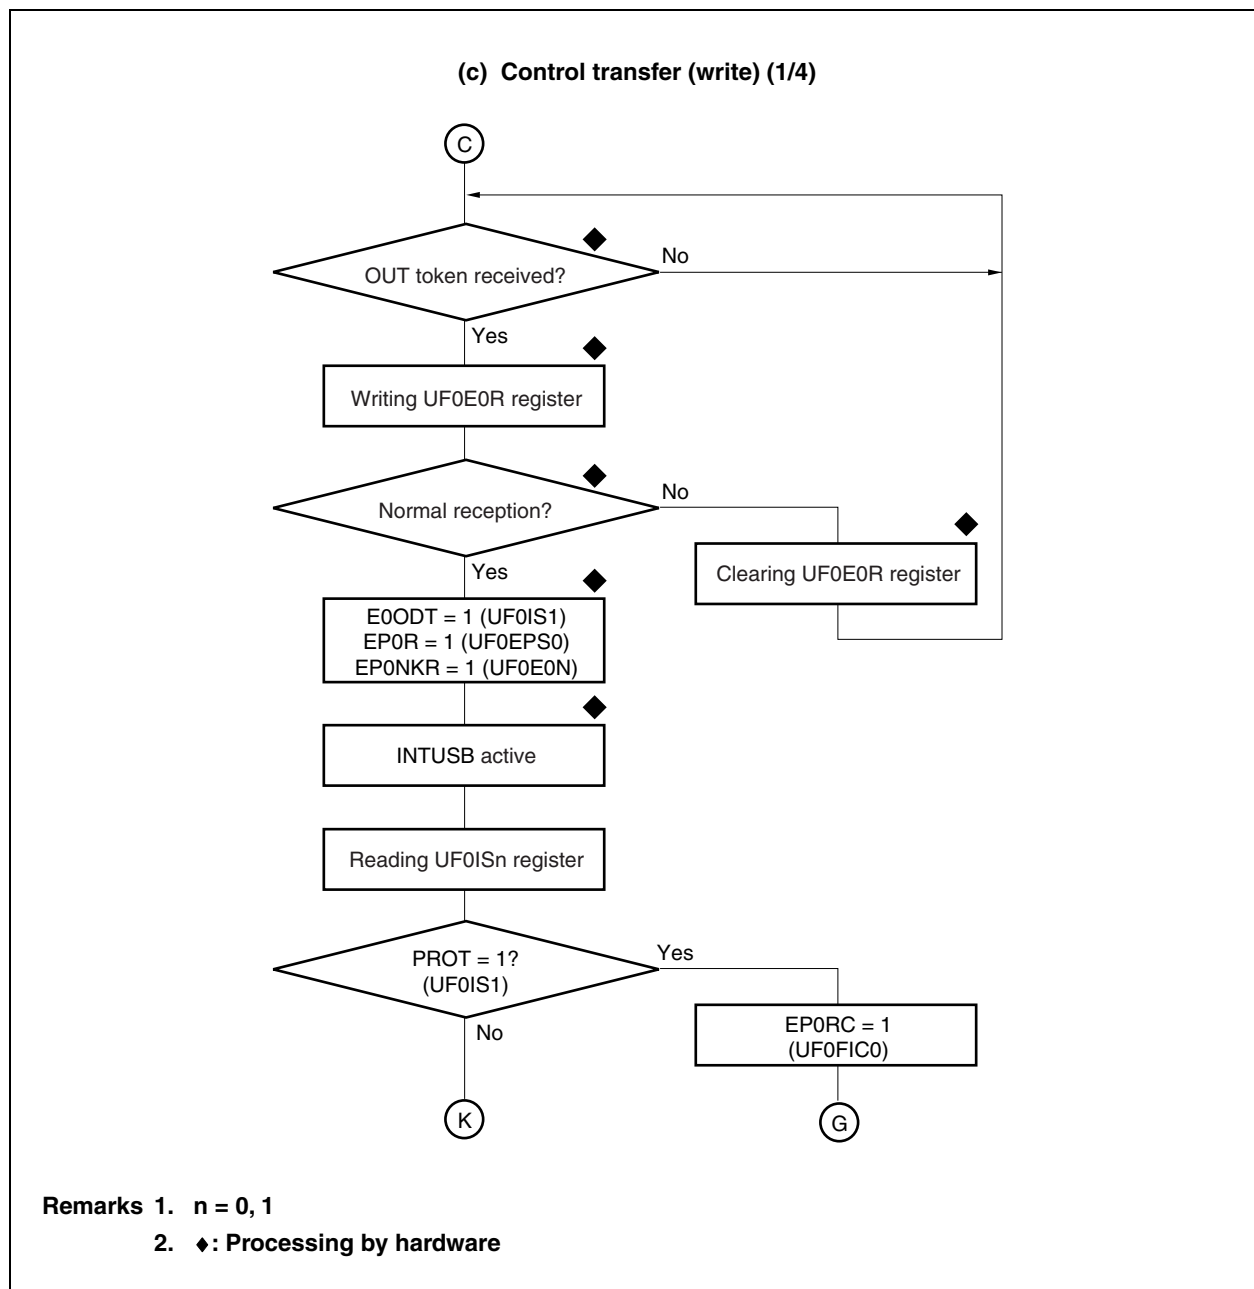 (c) Control transfer (write) (1/4)
C
OUT token received?
No
Yes
Writing UF0E0R register
Normal reception?
No
Clearing UF0E0R register
Yes
E0ODT = 1 (UF0IS1)
EP0R = 1 (UF0EPS0)
EP0NKR = 1 (UF0E0N)
INTUSB active
Reading UF0ISn register
PROT = 1?
(UF0IS1)
Yes
No
EP0RC = 1
(UF0FIC0)
K
G
Remarks 1. n = 0, 1
2. ♦: Processing by hardware